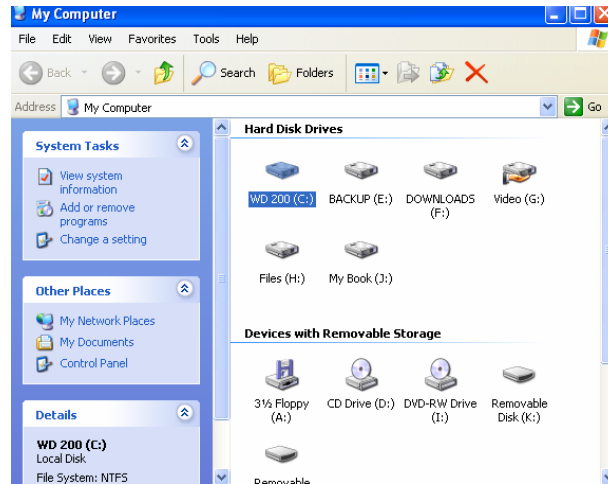 My Computer
File Edit View Favorites Tools Help
Back Search Folders
Address My Computer Go
System Tasks
View system
information
Add or remove
programs
Change a setting
Other Places
My Network Places
My Documents
Control Panel
Details
WD 200 (C:)
Local Disk
File System: NTFS
Hard Disk Drives
WD 200 (C:) BACKUP (E:) DOWNLOADS
(F:) Video (G:)
Files (H:) My Book (J:)
Devices with Removable Storage
3½ Floppy
(A:) CD Drive (D:) DVD-RW Drive
(I:) Removable
Disk (K:)
Removable